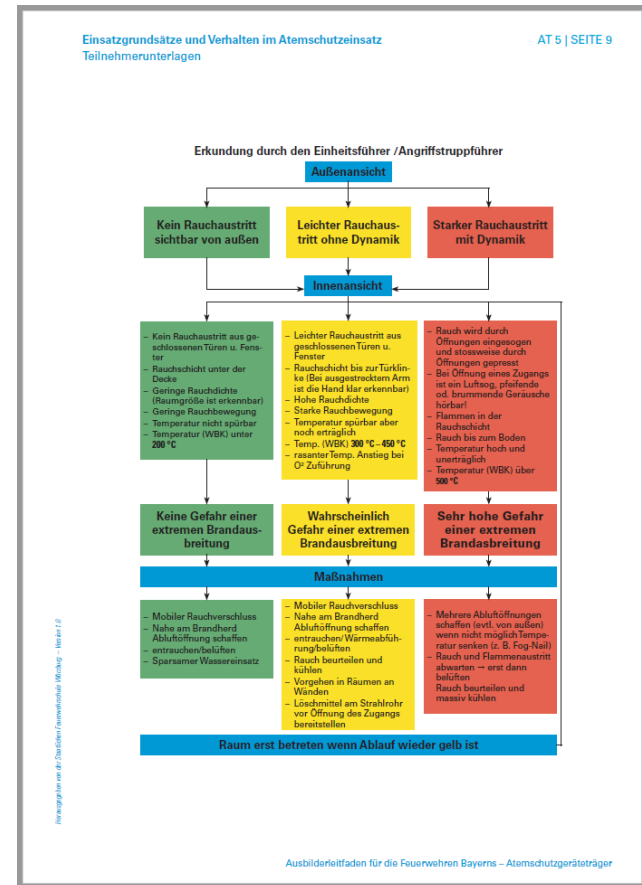 Einsatzgrundsätze und Verhalten im Atemschutzeinsatz
AT 5 | SEITE 9
Teilnehmerunterlagen
Erkundung durch den Einheitsführer /Angriffstruppführer
Außenansicht
Kein Rauchaustritt
sichtbar von außen
Leichter Rauchaus-
tritt ohne Dynamik
Starker Rauchaustritt
mit Dynamik
Innenansicht
– Kein Rauchaustritt aus ge-
schlossenen Türen u. Fens-
ter
– Rauchschicht unter der
Decke
– Geringe Rauchdichte
(Raumgröße ist erkennbar)
– Geringe Rauchbewegung
– Temperatur nicht spürbar
– Temperatur (WBK) unter
200 °C
– Leichter Rauchaustritt aus
geschlossenen Türen u.
Fenster
– Rauchschicht bis zur Türklin-
ke (Bei ausgestrecktem Arm
ist die Hand klar erkennbar)
– Hohe Rauchdichte
– Starke Rauchbewegung
– Temperatur spürbar aber
noch erträglich
– Temp. (WBK) 300 °C – 450 °C
– rasanter Temp. Anstieg bei
O² Zuführung
– Rauch wird durch
Öffnungen eingesogen
und stossweise durch
Öffnungen gepresst
– Bei Öffnung eines Zugangs
ist ein Luftsog, pfeifende
od. brummende Geräusche
hörbar!
– Flammen in der
Rauchschicht
– Rauch bis zum Boden
– Temperatur hoch und
unerträglich
– Temperatur (WBK) über
500 °C
Keine Gefahr einer
extremen Brandaus-
breitung
Wahrscheinlich
Gefahr einer extremen
Brandausbreitung
Sehr hohe Gefahr
einer extremen
Brandasbreitung
Maßnahmen
– Mobiler Rauchverschluss
– Nahe am Brandherd
Abluftöffnung schaffen
– entrauchen/belüften
– Sparsamer Wassereinsatz
– Mobiler Rauchverschluss
– Nahe am Brandherd
Abluftöffnung schaffen
– entrauchen/ Wärmeabfüh-
rung/belüften
– Rauch beurteilen und
kühlen
– Vorgehen in Räumen an
Wänden
– Löschmittel am Strahlrohr
vor Öffnung des Zugangs
bereitstellen
– Mehrere Abluftöffnungen
schaffen (evtl. von außen)
wenn nicht möglich Tempe-
ratur senken (z. B. Fog-Nail)
– Rauch und Flammenaustritt
abwarten → erst dann
belüften
Rauch beurteilen und
massiv kühlen
Raum erst betreten wenn Ablauf wieder gelb ist
Herausgegeben von der Staatlichen Feuerwehrschule Würzburg – Version 1.0
Ausbilderleitfaden für die Feuerwehren Bayerns – Atemschutzgeräteträger